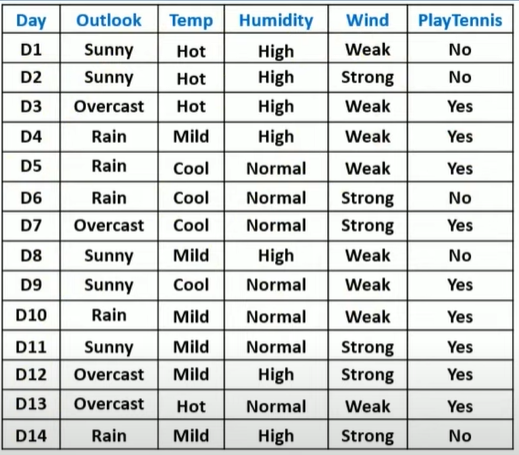 Day Outlook Temp Humidity Wind PlayTennis
D1 Sunny Hot High Weak No
D2 Sunny Hot High Strong No
D3 Overcast Hot High Weak Yes
D4 Rain Mild High Weak Yes
D5 Rain Cool Normal Weak Yes
D6 Rain Cool Normal Strong No
D7 Overcast Cool Normal Strong Yes
D8 Sunny Mild High Weak No
D9 Sunny Cool Normal Weak Yes
D10 Rain Mild Normal Weak Yes
D11 Sunny Mild Normal Strong Yes
D12 Overcast Mild High Strong Yes
D13 Overcast Hot Normal Weak Yes
D14 Rain Mild High Strong No